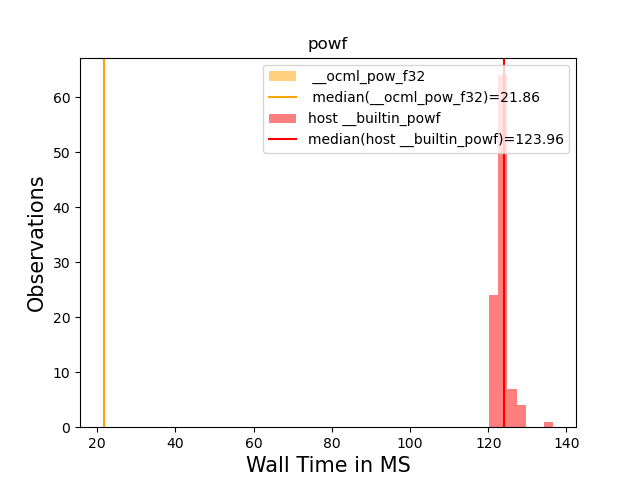 powf
__ocml_pow_f32
median(__ocml_pow_f32)=21.86
host __builtin_powf
median(host __builtin_powf)=123.96
Observations
60
50
40
30
20
10
0
20 40 60 80 100 120 140
Wall Time in MS